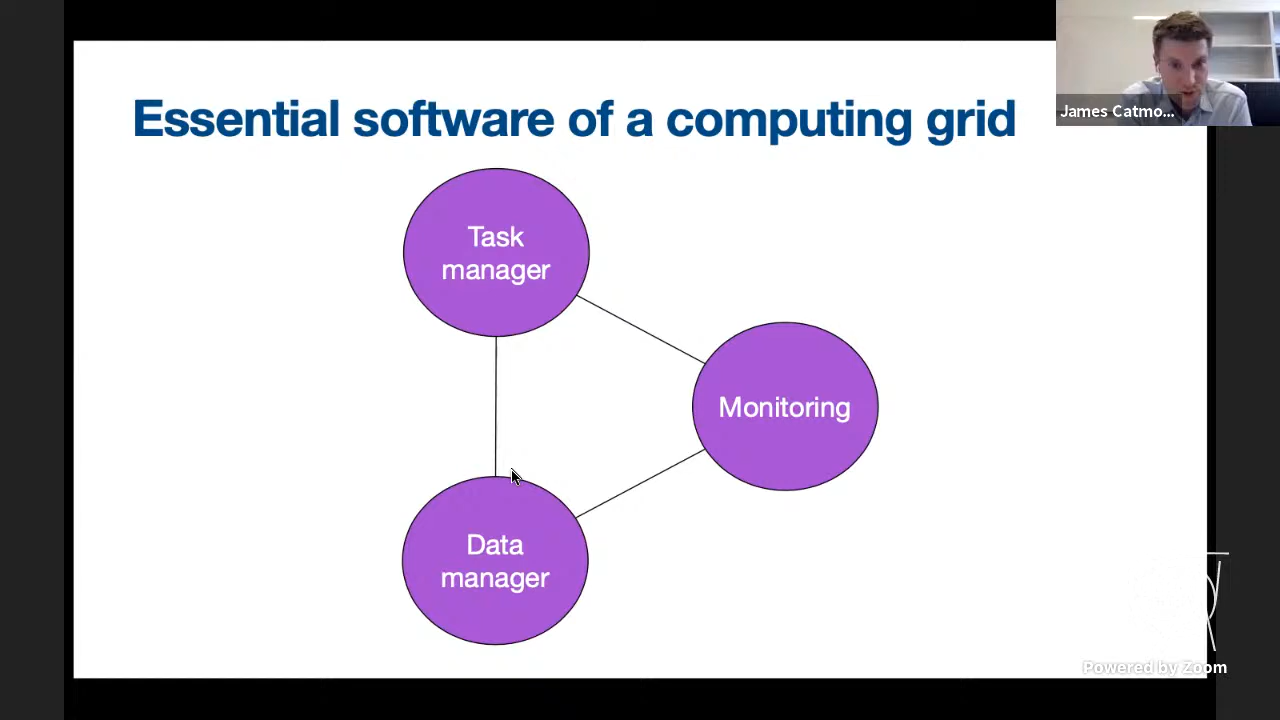 Essential software of a computing grid
James Catmo...
Task
manager
Monitoring
Data
manager
Powered by Zoom